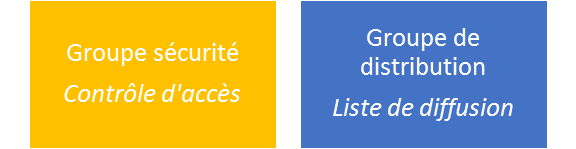 Groupe sécurité
Contrôle d'accès
Groupe de
distribution
Liste de diffusion